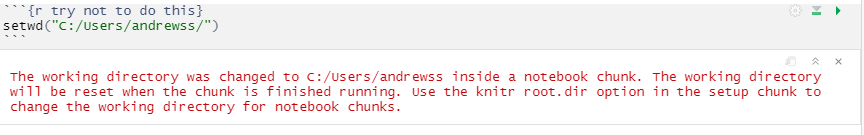 ```{r try not to do this}
setwd("C:/Users/andrewss/")
```
The working directory was changed to C:/Users/andrewss inside a notebook chunk. The working directory
will be reset when the chunk is finished running. Use the knitr root.dir option in the setup chunk to
change the working directory for notebook chunks.